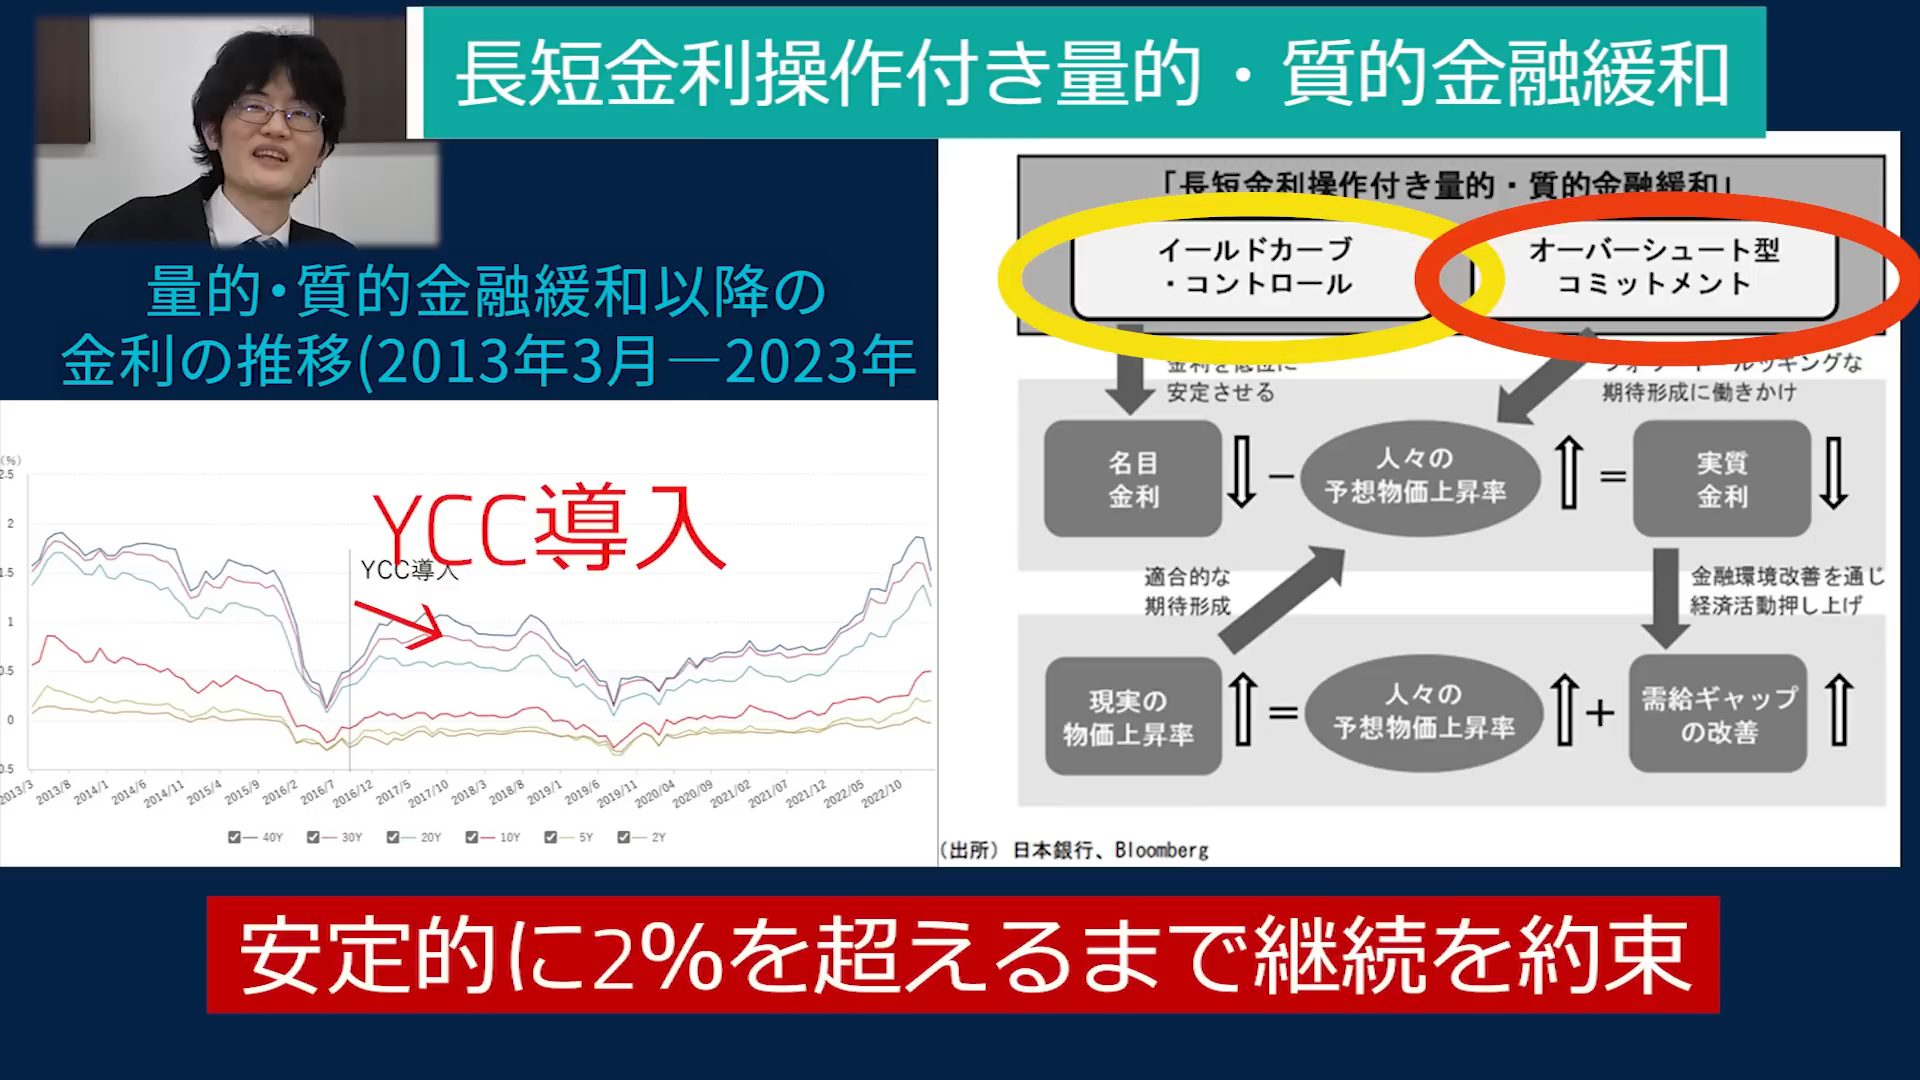 長短金利操作付き量的・質的金融緩和
量的・質的金融緩和以降の
金利の推移(2013年3月―2023年
(%)
2.5
2
1.5
1
0.5
0
0.5
YCC導入
YCC導入
2013/3 2013/8 2014/1 2014/6 2014/11 2015/4 2015/9 2016/2 2016/7 2016/12 2017/5 2017/10 2018/3 2018/8 2019/1 2019/6 2019/11 2020/04 2020/09 2021/02 2021/07 2021/12 2022/05 2022/10
40Y 30Y 20Y 10Y 5Y 2Y
「長短金利操作付き量的・質的金融緩和」
イールドカーブ
・コントロール
オーバーシュート型
コミットメント
金利を低位に
安定させる
フォワード・ルッキングな
期待形成に働きかけ
名目
金利
－
人々の
予想物価上昇率
＝
実質
金利
適合的な
期待形成
金融環境改善を通じ
経済活動押し上げ
現実の
物価上昇率
＝
人々の
予想物価上昇率
＋
需給ギャップ
の改善
(出所) 日本銀行、Bloomberg
安定的に2%を超えるまで継続を約束